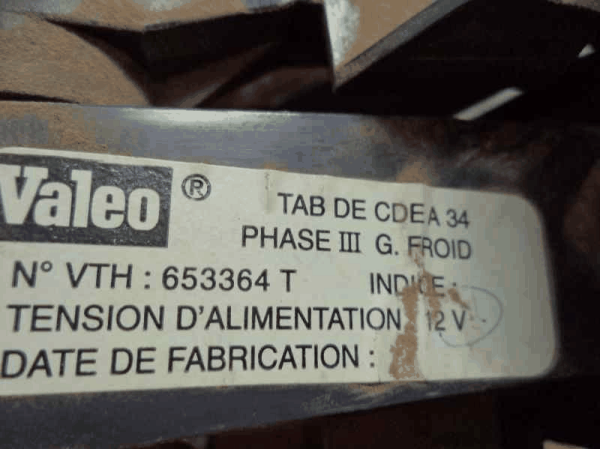 Valeo ®
TAB DE CDEA 34
PHASE III G. FROID
N° VTH : 653364 T INDICE :
TENSION D'ALIMENTATION 12 V
DATE DE FABRICATION :